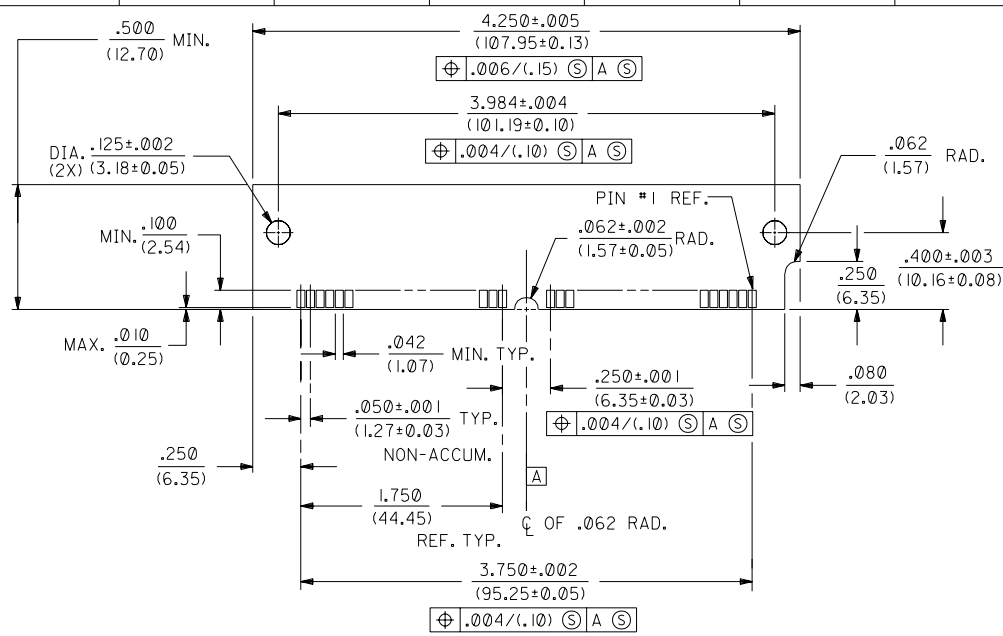 .500
(12.70)
MIN.
4.250±.005
(107.95±0.13)
⌖ .006/(.15) Ⓢ A Ⓢ
3.984±.004
(101.19±0.10)
⌖ .004/(.10) Ⓢ A Ⓢ
DIA. .125±.002
(2X) (3.18±0.05)
.062
(1.57)
RAD.
PIN #1 REF.
MIN. .100
(2.54)
.062±.002
(1.57±0.05)
RAD.
.400±.003
(10.16±0.08)
.250
(6.35)
MAX. .010
(0.25)
.042
(1.07)
MIN. TYP.
.250±.001
(6.35±0.03)
⌖ .004/(.10) Ⓢ A Ⓢ
.080
(2.03)
.050±.001
(1.27±0.03)
TYP.
NON-ACCUM.
.250
(6.35)
A
1.750
(44.45)
REF. TYP.
℄ OF .062 RAD.
3.750±.002
(95.25±0.05)
⌖ .004/(.10) Ⓢ A Ⓢ